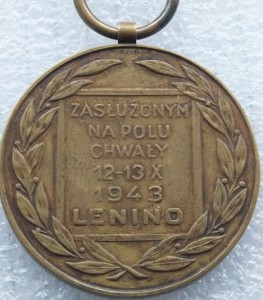 ZASŁUŻONYM
NA POLU
CHWAŁY
12-13 X
1943
LENINO